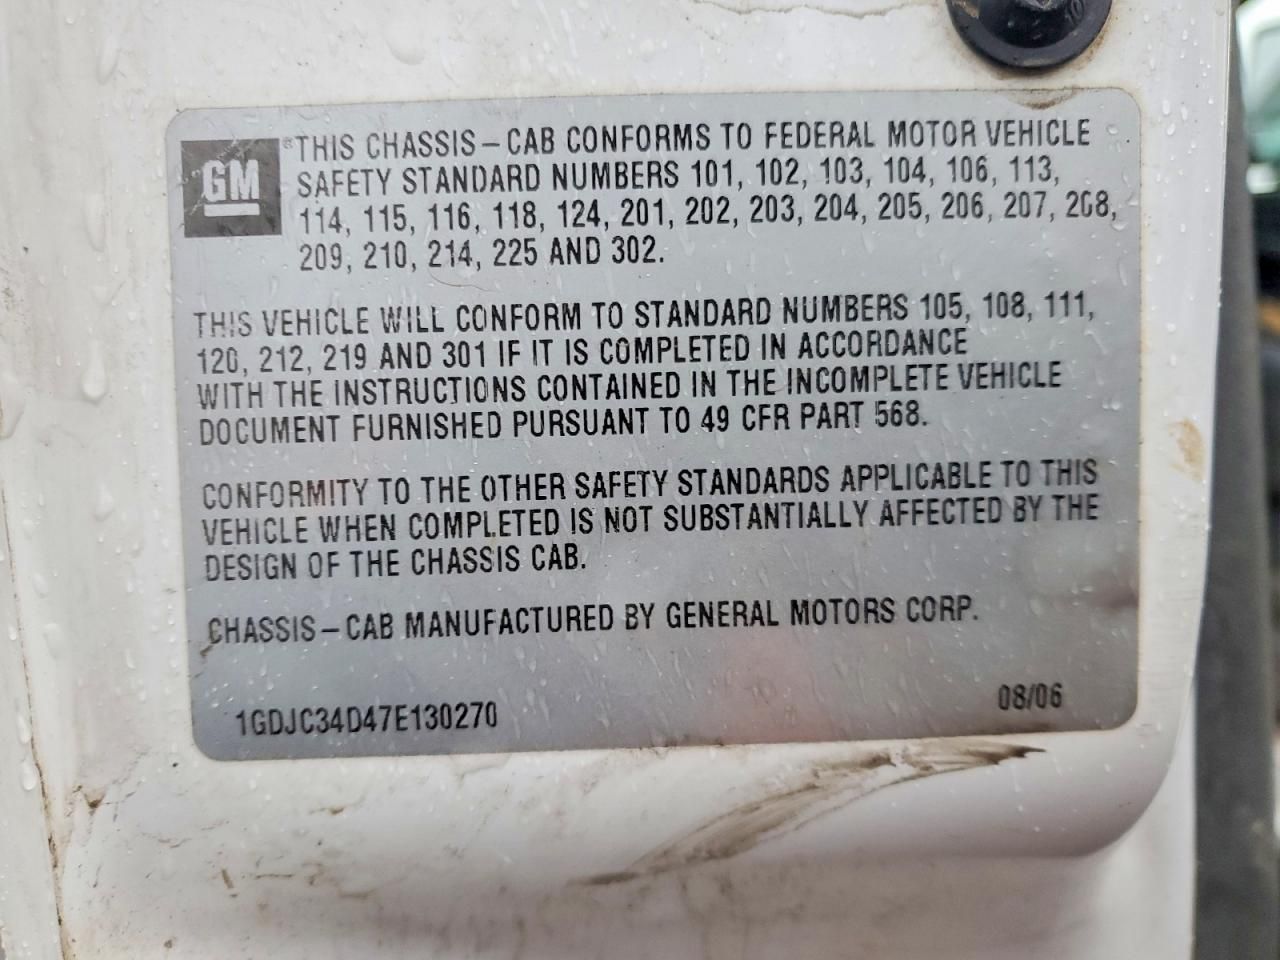 GM
®THIS CHASSIS-CAB CONFORMS TO FEDERAL MOTOR VEHICLE
SAFETY STANDARD NUMBERS 101, 102, 103, 104, 106, 113,
114, 115, 116, 118, 124, 201, 202, 203, 204, 205, 206, 207, 208,
209, 210, 214, 225 AND 302.
THIS VEHICLE WILL CONFORM TO STANDARD NUMBERS 105, 108, 111,
120, 212, 219 AND 301 IF IT IS COMPLETED IN ACCORDANCE
WITH THE INSTRUCTIONS CONTAINED IN THE INCOMPLETE VEHICLE
DOCUMENT FURNISHED PURSUANT TO 49 CFR PART 568.
CONFORMITY TO THE OTHER SAFETY STANDARDS APPLICABLE TO THIS
VEHICLE WHEN COMPLETED IS NOT SUBSTANTIALLY AFFECTED BY THE
DESIGN OF THE CHASSIS CAB.
CHASSIS-CAB MANUFACTURED BY GENERAL MOTORS CORP.
1GDJC34D47E130270 08/06